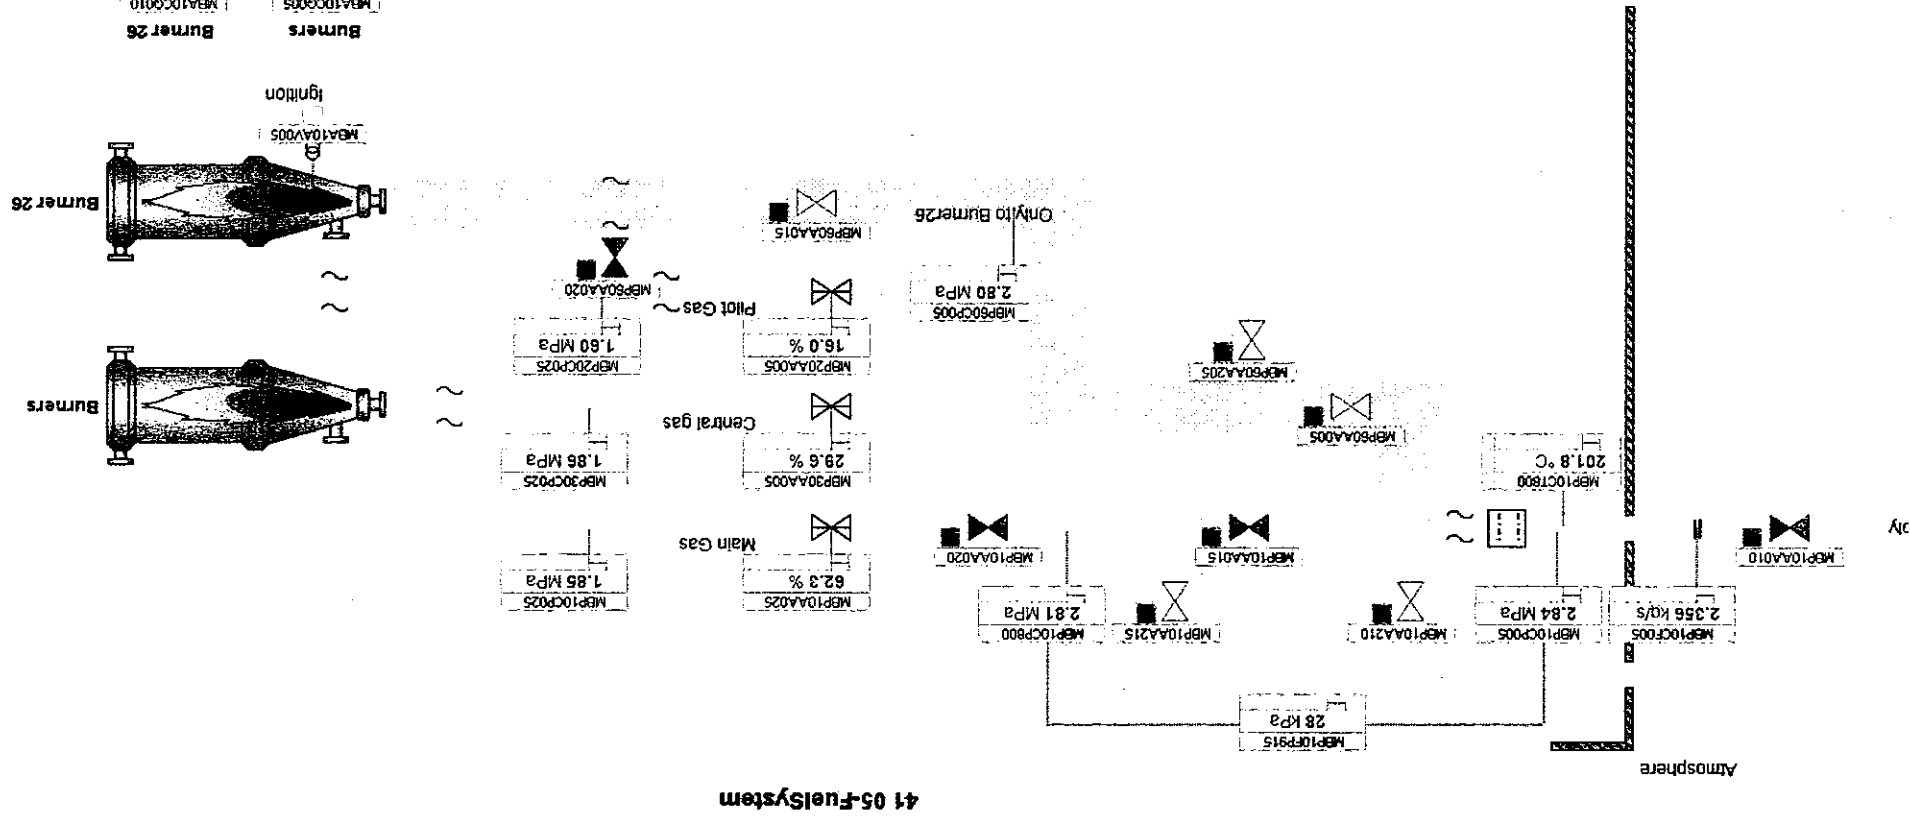 41 05-FuelSystem
Atmosphere
MBP10FP915
28 kPa
MBP10CF005
2.356 kg/s
MBP10CP005
2.84 MPa
MBP10AA210
MBP10AA215
MBP10CP800
2.81 MPa
MBP10AA025
62.3 %
MBP10CP025
1.85 MPa
MBP10AA010
MBP10AA015
MBP10AA020
Main Gas
MBP10CT800
201.8 °C
MBP30AA005
29.6 %
MBP30CP025
1.86 MPa
MBP60AA005
Central gas
Burners
MBP60AA205
MBP20AA005
16.0 %
MBP20CP025
1.60 MPa
MBP60CP005
2.80 MPa
Pilot Gas
MBP60AA020
MBP60AA015
Only to Burner26
Burner 26
MBA10AV005
Ignition
Burners
Burner 26
MBA10CQ005
MBA10CQ010